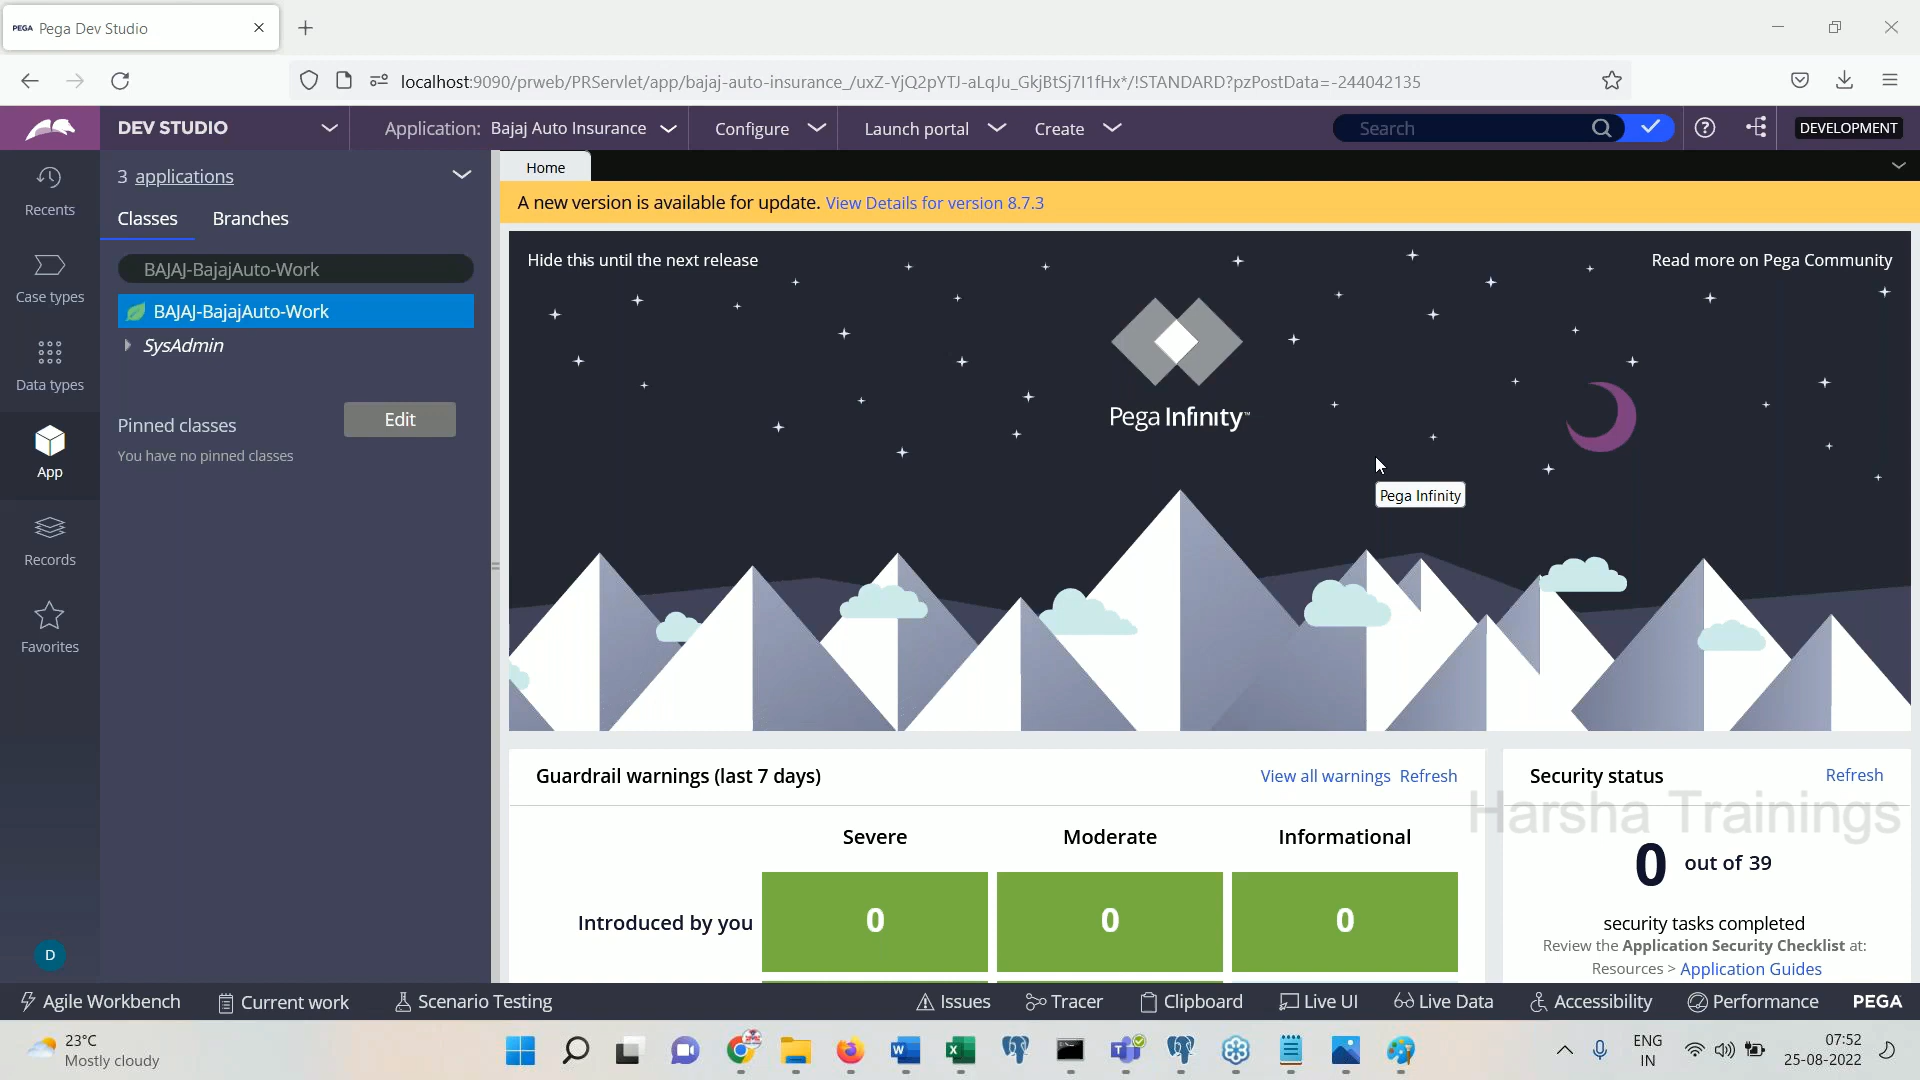 PEGA Pega Dev Studio
localhost:9090/prweb/PRServlet/app/bajaj-auto-insurance_/uxZ-YjQ2pYTJ-aLqJu_GkjBtSj7I1fHx*/!STANDARD?pzPostData=-244042135
DEV STUDIO
Application: Bajaj Auto Insurance
Configure
Launch portal
Create
Search
DEVELOPMENT
Recents
Case types
Data types
App
Records
Favorites
D
3 applications
Classes
Branches
BAJAJ-BajajAuto-Work
BAJAJ-BajajAuto-Work
SysAdmin
Pinned classes
Edit
You have no pinned classes
Home
A new version is available for update. View Details for version 8.7.3
Hide this until the next release
Read more on Pega Community
Pega Infinity™
Pega Infinity
Guardrail warnings (last 7 days)
View all warnings Refresh
Severe
Moderate
Informational
Introduced by you
0
0
0
Security status
Refresh
Harsha Trainings
0 out of 39
security tasks completed
Review the Application Security Checklist at:
Resources > Application Guides
Agile Workbench
Current work
Scenario Testing
Issues
Tracer
Clipboard
Live UI
Live Data
Accessibility
Performance
PEGA
23°C
Mostly cloudy
ENG
IN
07:52
25-08-2022